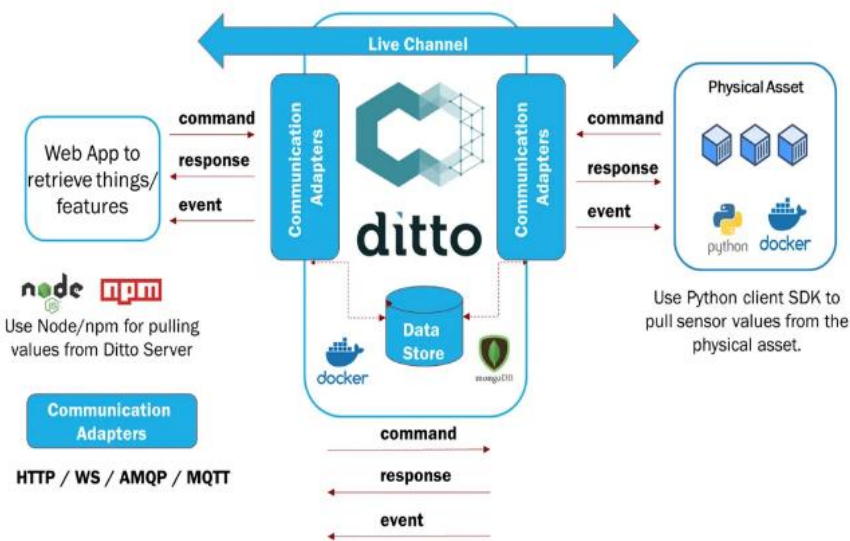 Live Channel
command
response
event
Web App to
retrieve things/
features
Communication
Adapters
ditto
Communication
Adapters
command
response
event
Physical Asset
python
docker
node
JS
npm
Use Node/npm for pulling
values from Ditto Server
Data
Store
docker
mongoDB
Use Python client SDK to
pull sensor values from the
physical asset.
Communication
Adapters
HTTP / WS / AMQP / MQTT
command
response
event